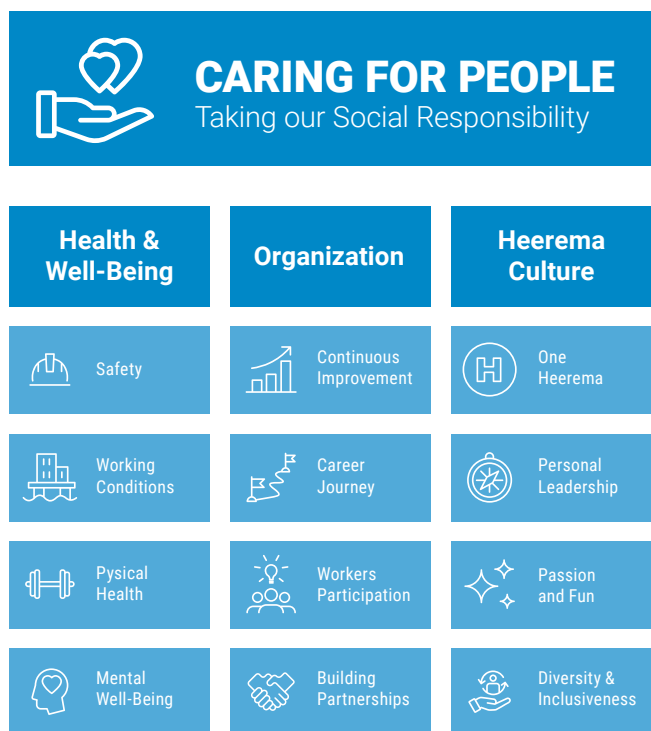 CARING FOR PEOPLE
Taking our Social Responsibility
Health &
Well-Being
Safety
Working
Conditions
Pysical
Health
Mental
Well-Being
Organization
Continuous
Improvement
Career
Journey
Workers
Participation
Building
Partnerships
Heerema
Culture
H
One
Heerema
Personal
Leadership
Passion
and Fun
Diversity &
Inclusiveness